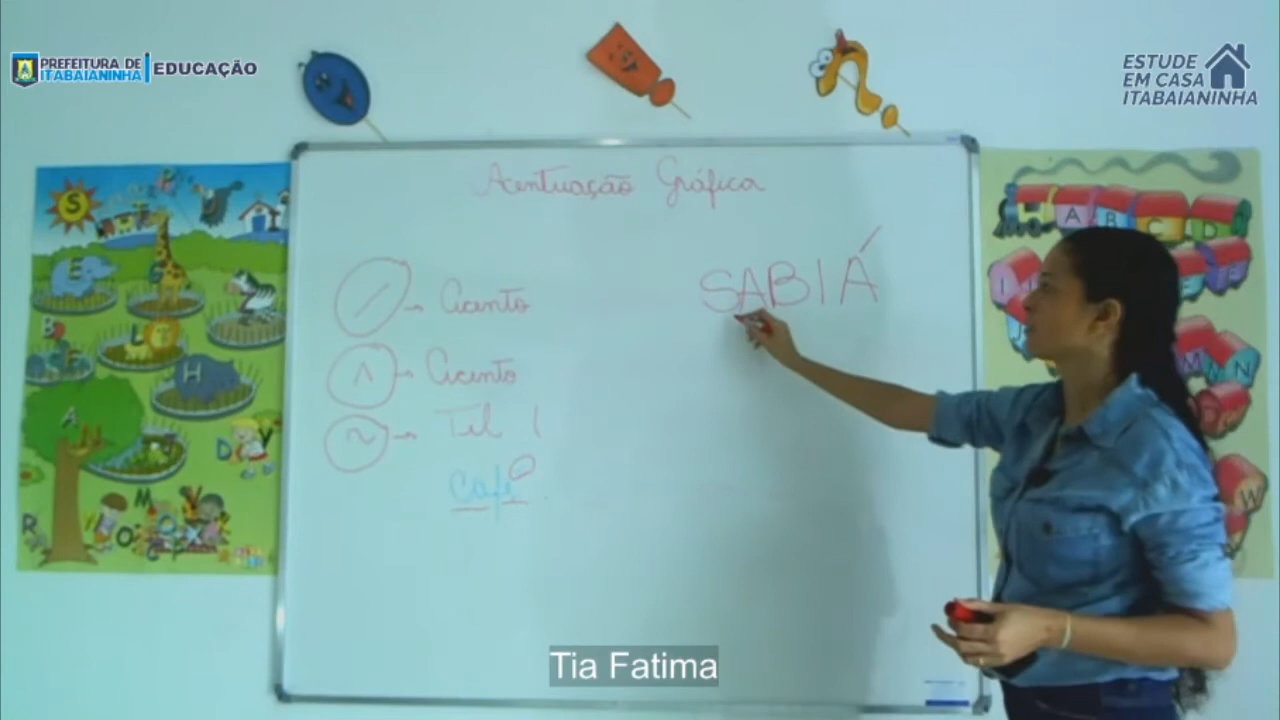 PREFEITURA DE
ITABAIANINHA
EDUCAÇÃO
ESTUDE
EM CASA
ITABAIANINHA
Acentuação Gráfica
SABIÁ
/ → Acento
^ → Acento
~ → Til (
café
S
E
G
B
L
H
A
D
V
M
R
N
O
A B C D
I
M N
W
Tia Fatima